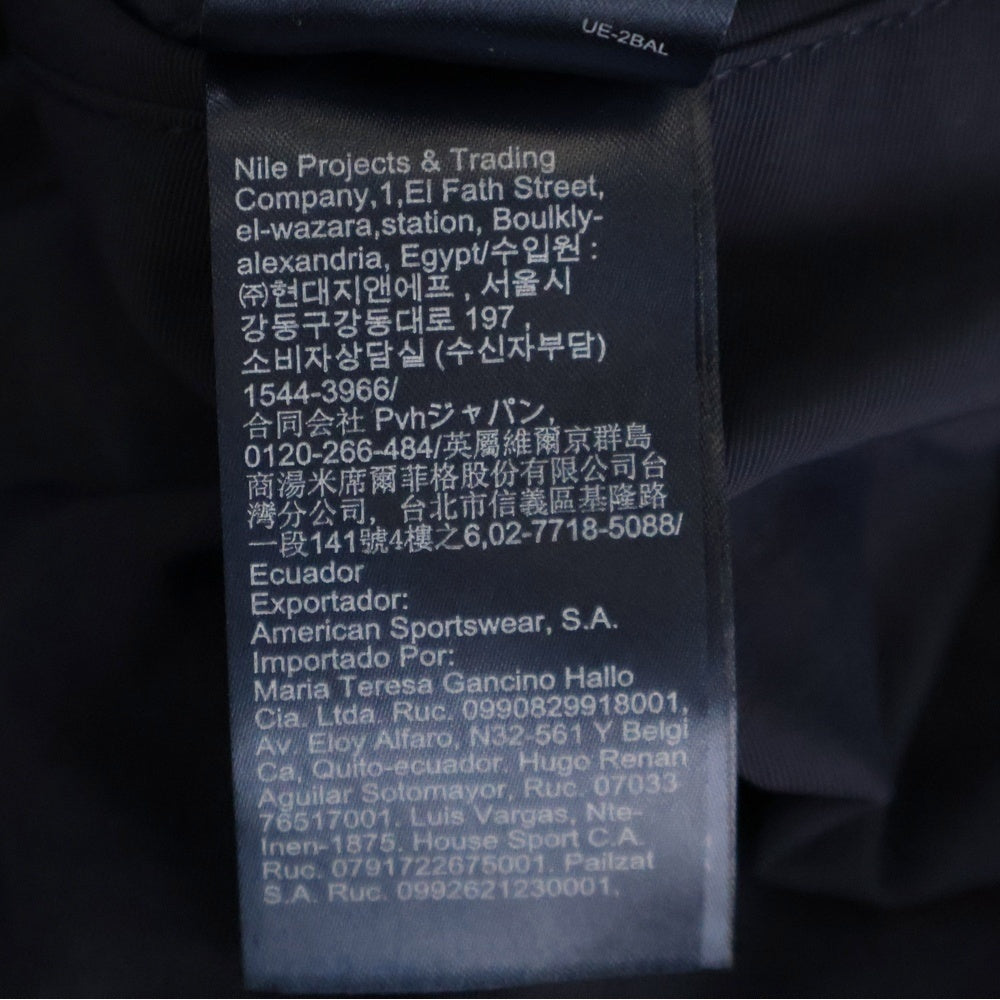 UE-2BAL
Nile Projects & Trading
Company,1,El Fath Street,
el-wazara,station, Boulkly-
alexandria, Egypt/수입원 :
㈜현대지앤에프 , 서울시
강동구강동대로 197 ,
소비자상담실 (수신자부담)
1544-3966/
合同会社 Pvhジャパン,
0120-266-484/英屬維爾京群島
商湯米席爾菲格股份有限公司台
灣分公司, 台北市信義區基隆路
一段141號4樓之6,02-7718-5088/
Ecuador
Exportador:
American Sportswear, S.A.
Importado Por:
Maria Teresa Gancino Hallo
Cia. Ltda. Ruc. 0990829918001,
Av. Eloy Alfaro, N32-561 Y Belgi
Ca, Quito-ecuador. Hugo Renan
Aguilar Sotomayor, Ruc. 07033
76517001. Luis Vargas, Nte-
Inen-1875. House Sport C.A.
Ruc. 0791722675001. Pailzat
S.A. Ruc. 0992621230001.